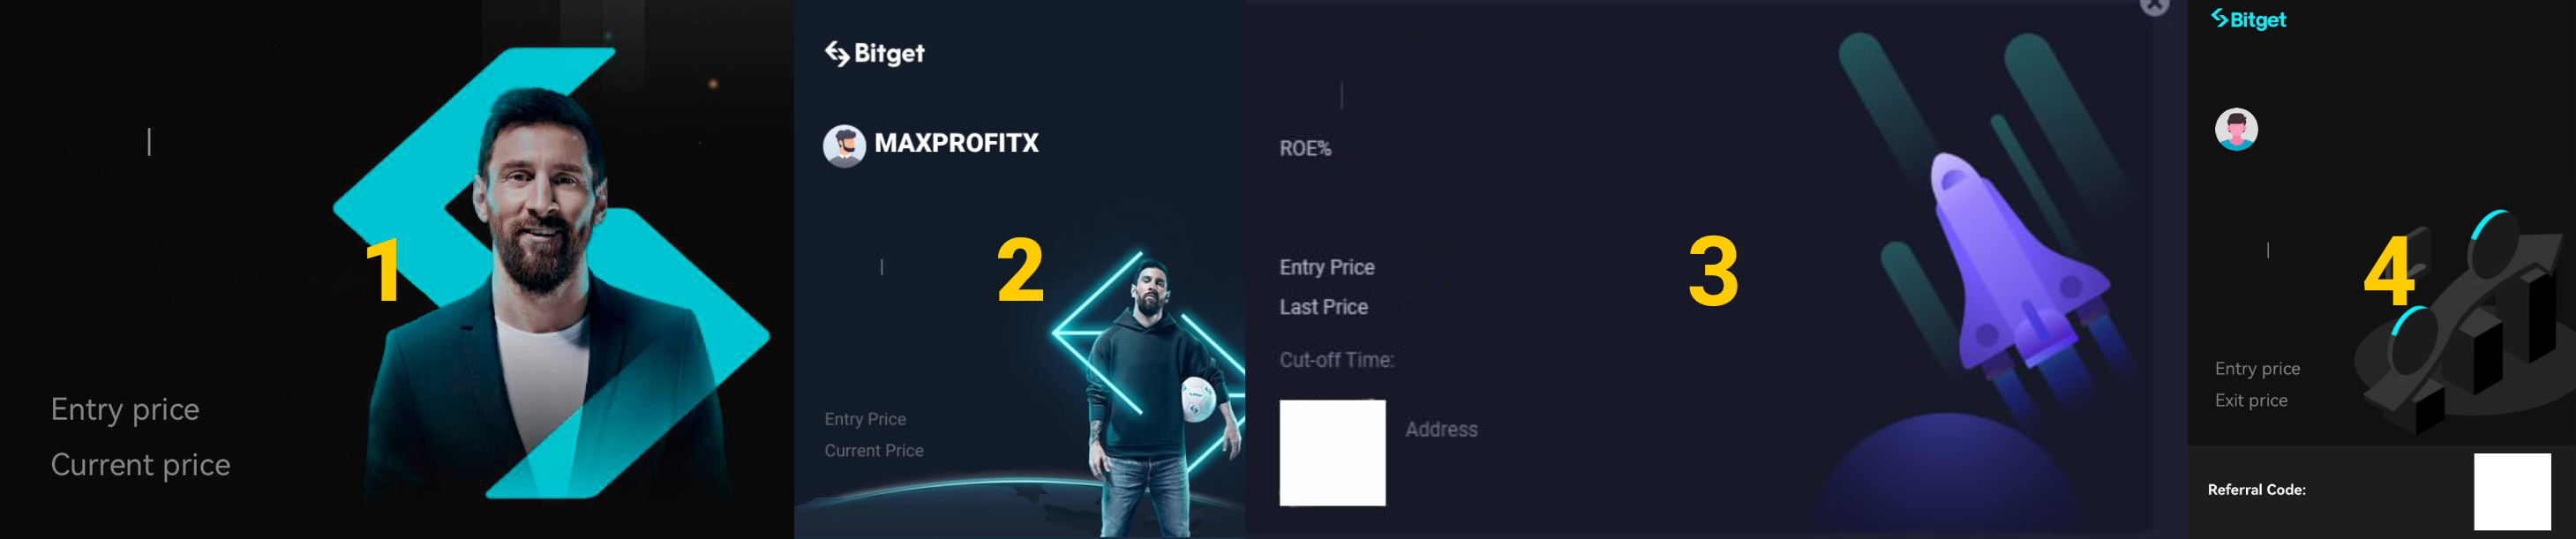 1
Entry price
Current price
Bitget
MAXPROFITX
2
Entry Price
Current Price
ROE%
3
Entry Price
Last Price
Cut-off Time:
Address
Bitget
4
Entry price
Exit price
Referral Code: